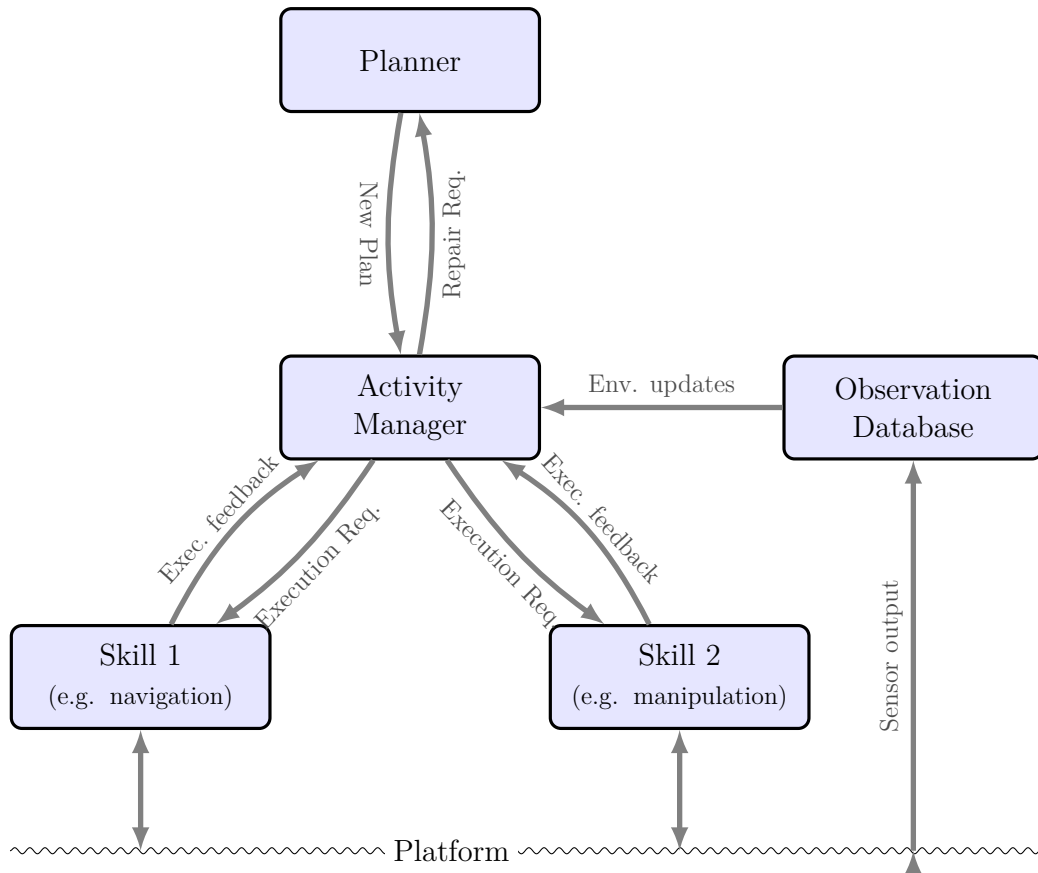 Planner
New Plan
Repair Req.
Activity
Manager
Env. updates
Observation
Database
Exec. feedback
Execution Req.
Execution Req.
Exec. feedback
Skill 1
(e.g. navigation)
Skill 2
(e.g. manipulation)
Sensor output
Platform